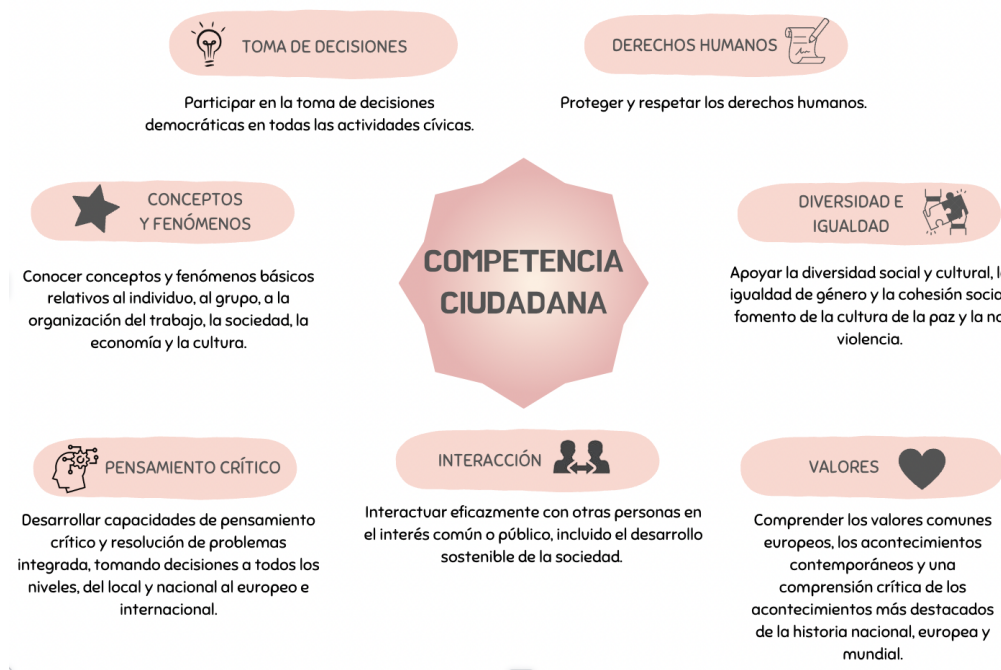 TOMA DE DECISIONES
Participar en la toma de decisiones
democráticas en todas las actividades cívicas.
DERECHOS HUMANOS
Proteger y respetar los derechos humanos.
CONCEPTOS
Y FENÓMENOS
Conocer conceptos y fenómenos básicos
relativos al individuo, al grupo, a la
organización del trabajo, la sociedad, la
economía y la cultura.
COMPETENCIA
CIUDADANA
DIVERSIDAD E
IGUALDAD
Apoyar la diversidad social y cultural,
igualdad de género y la cohesión
fomento de la cultura de la paz y la
violencia.
PENSAMIENTO CRÍTICO
Desarrollar capacidades de pensamiento
crítico y resolución de problemas
integrada, tomando decisiones a todos los
niveles, del local y nacional al europeo e
internacional.
INTERACCIÓN
Interactuar eficazmente con otras personas en
el interés común o público, incluido el desarrollo
sostenible de la sociedad.
VALORES
Comprender los valores comunes
europeos, los acontecimientos
contemporáneos y una
comprensión crítica de los
acontecimientos más destacados
de la historia nacional, europea y
mundial.